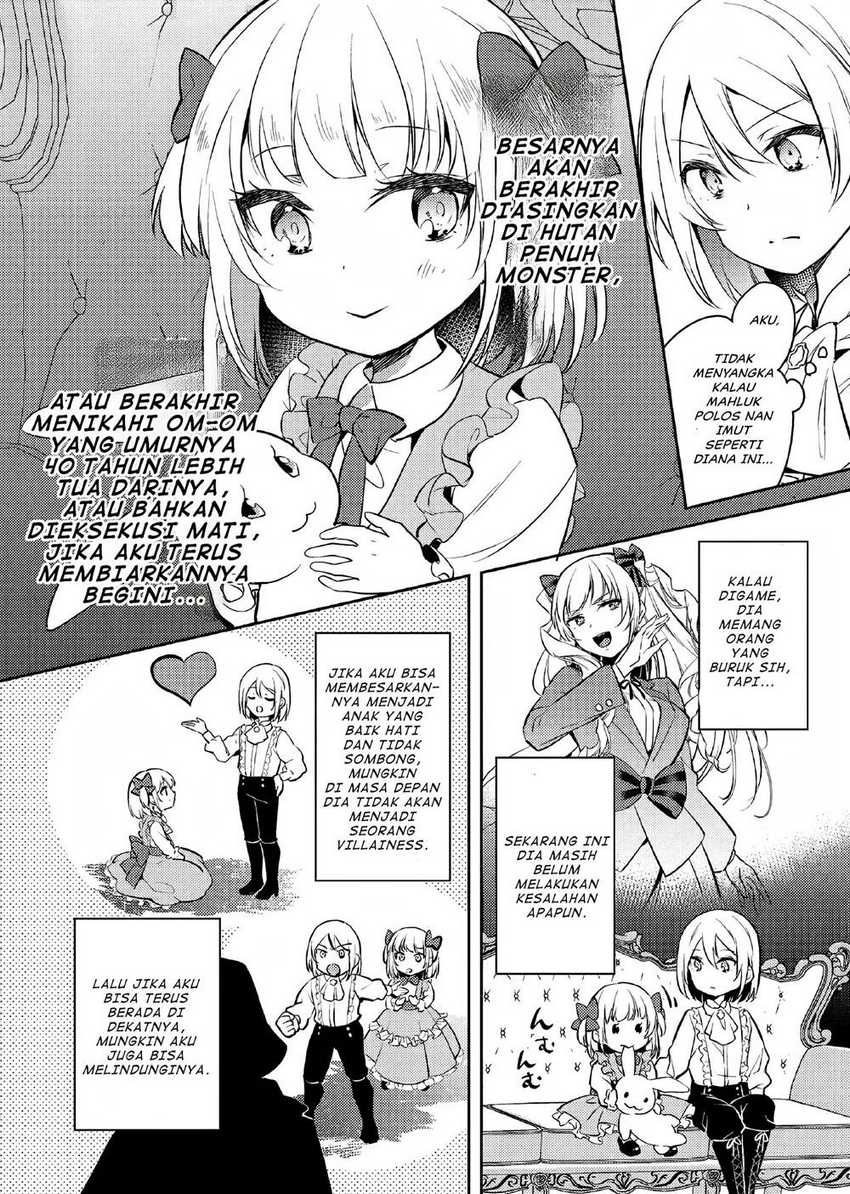 AKU,
TIDAK
MENYANGKA
KALAU
MAHLUK
POLOS NAN
IMUT
SEPERTI
DIANA INI...
BESARNYA
AKAN
BERAKHIR
DIASINGKAN
DI HUTAN
PENUH
MONSTER,
ATAU BERAKHIR
MENIKAHI OM-OM
YANG UMURNYA
40 TAHUN LEBIH
TUA DARINYA,
ATAU BAHKAN
DIEKSEKUSI MATI,
JIKA AKU TERUS
MEMBIARKANNYA
BEGINI...
KALAU
DIGAME,
DIA
MEMANG
ORANG
YANG
BURUK SIH,
TAPI...
SEKARANG INI
DIA MASIH
BELUM
MELAKUKAN
KESALAHAN
APAPUN.
んむ
んむ
JIKA AKU BISA
MEMBESARKAN-
NYA MENJADI
ANAK YANG
BAIK HATI
DAN TIDAK
SOMBONG,
MUNGKIN
DI MASA DEPAN
DIA TIDAK AKAN
MENJADI
SEORANG
VILLAINESS.
LALU JIKA AKU
BISA TERUS
BERADA DI
DEKATNYA,
MUNGKIN AKU
JUGA BISA
MELINDUNGINYA.